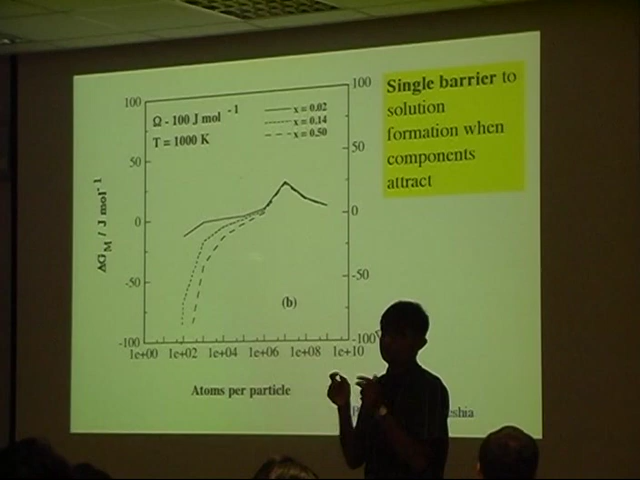 Single barrier to
solution
formation when
components
attract
Ω - 100 J mol⁻¹
T = 1000 K
x = 0.02
x = 0.14
x = 0.50
100
50
0
-50
-100
100
50
0
-50
-100
ΔG_M / J mol⁻¹
(b)
1e+00 1e+02 1e+04 1e+06 1e+08 1e+10
Atoms per particle